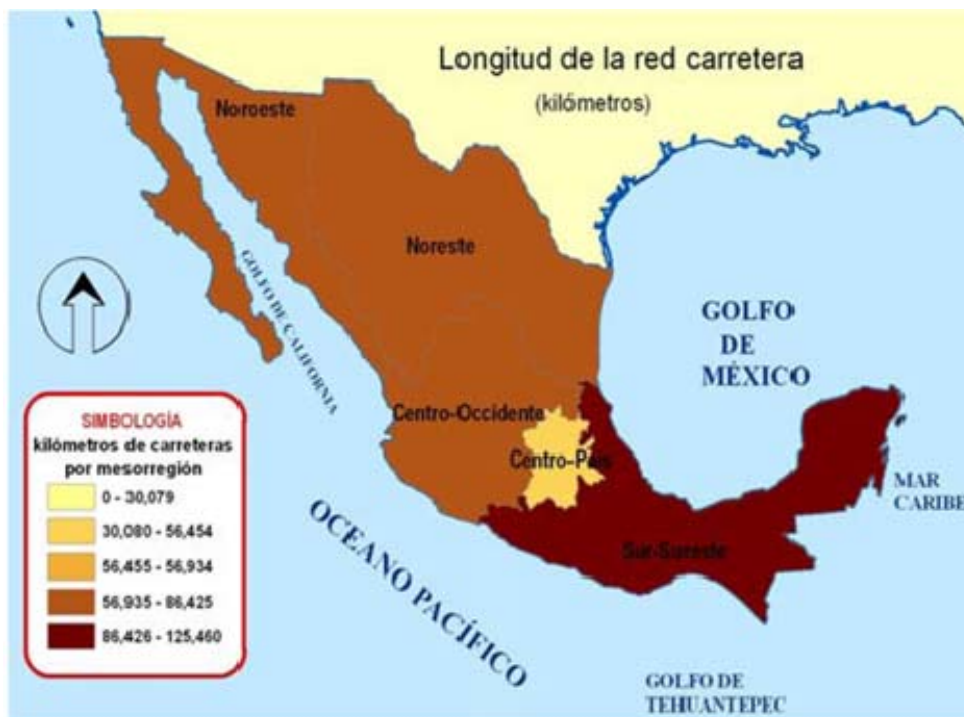 Longitud de la red carretera
(kilómetros)
Noroeste
Noreste
GOLFO DE CALIFORNIA
GOLFO
DE
MÉXICO
Centro-Occidente
Centro-País
MAR
CARIBE
Sur-Sureste
OCEANO PACÍFICO
GOLFO DE
TEHUANTEPEC
SIMBOLOGÍA
kilómetros de carreteras
por mesorregión
0 - 30,079
30,080 - 56,454
56,455 - 56,934
56,935 - 86,425
86,426 - 125,460